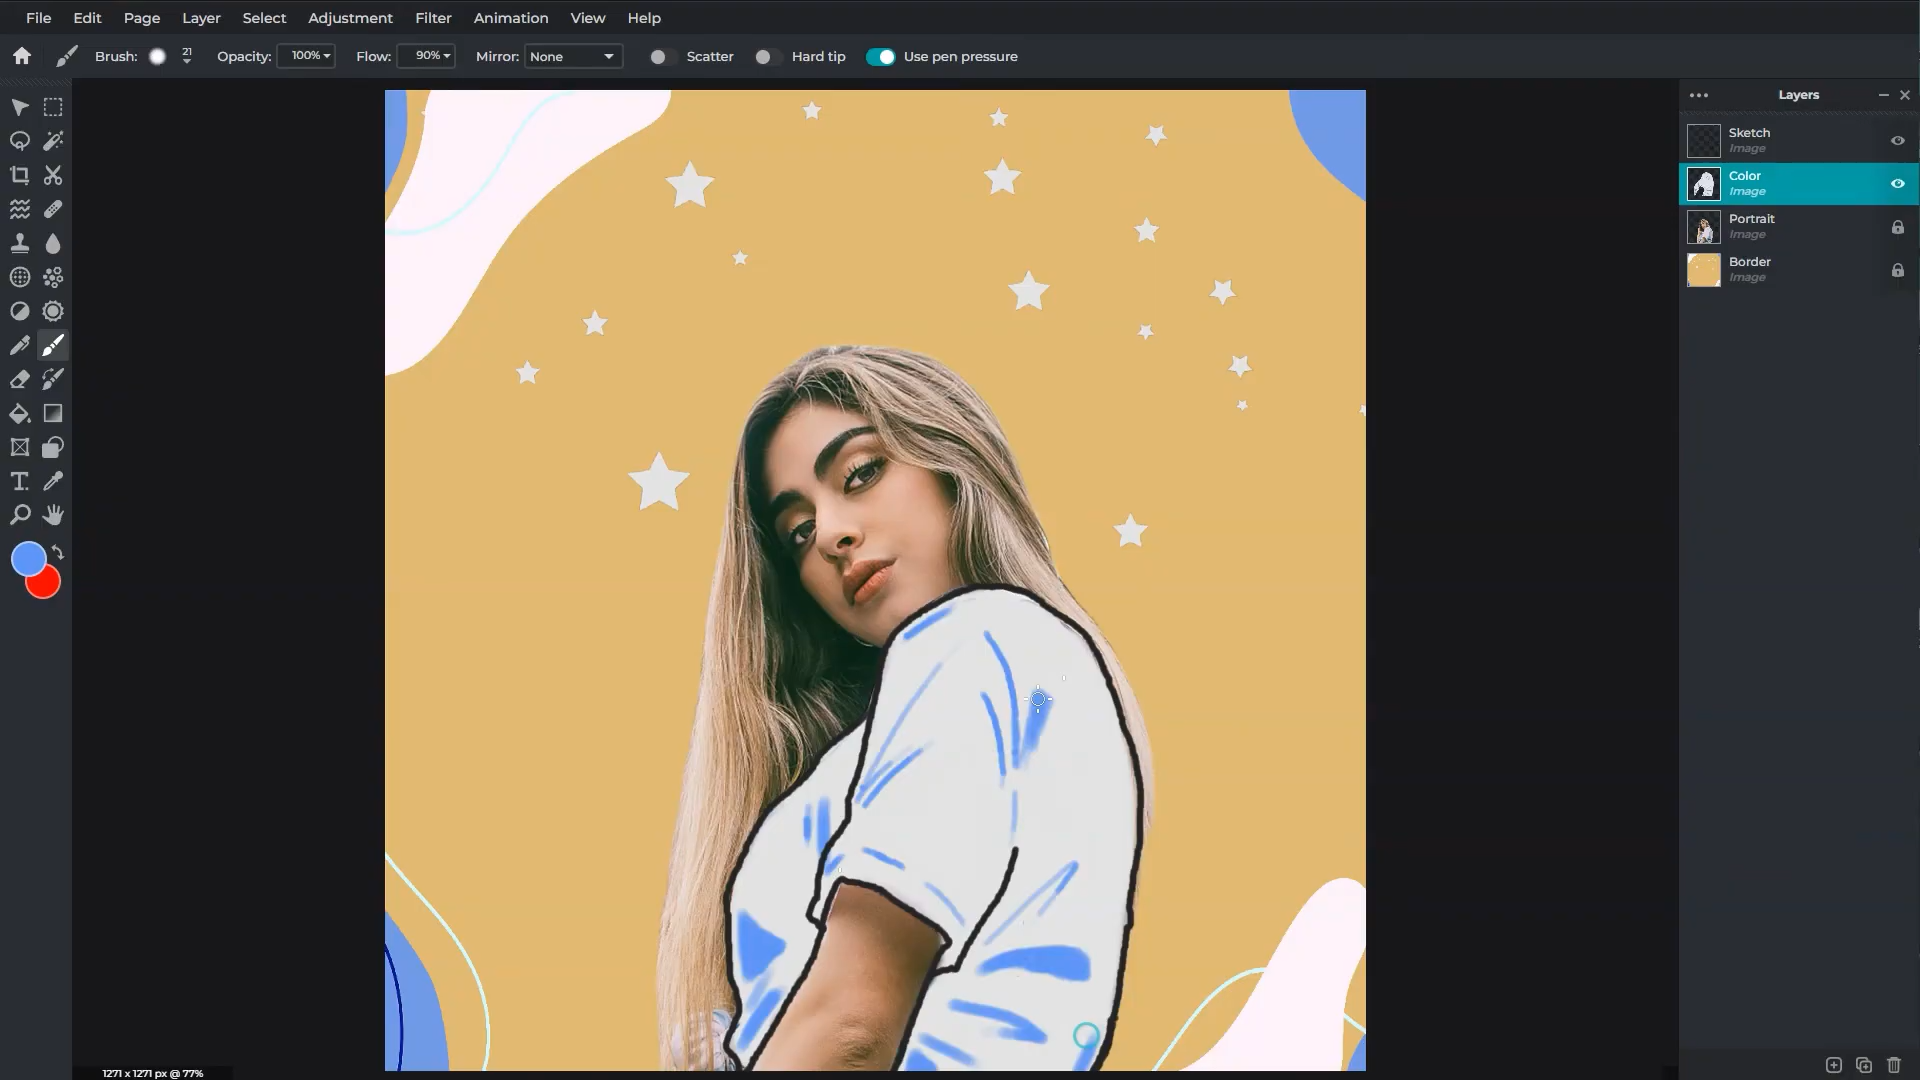 File Edit Page Layer Select Adjustment Filter Animation View Help
Brush: 21 Opacity: 100% Flow: 90% Mirror: None Scatter Hard tip Use pen pressure
Layers
Sketch
Image
Color
Image
Portrait
Image
Border
Image
1271 x 1271 px @ 77%